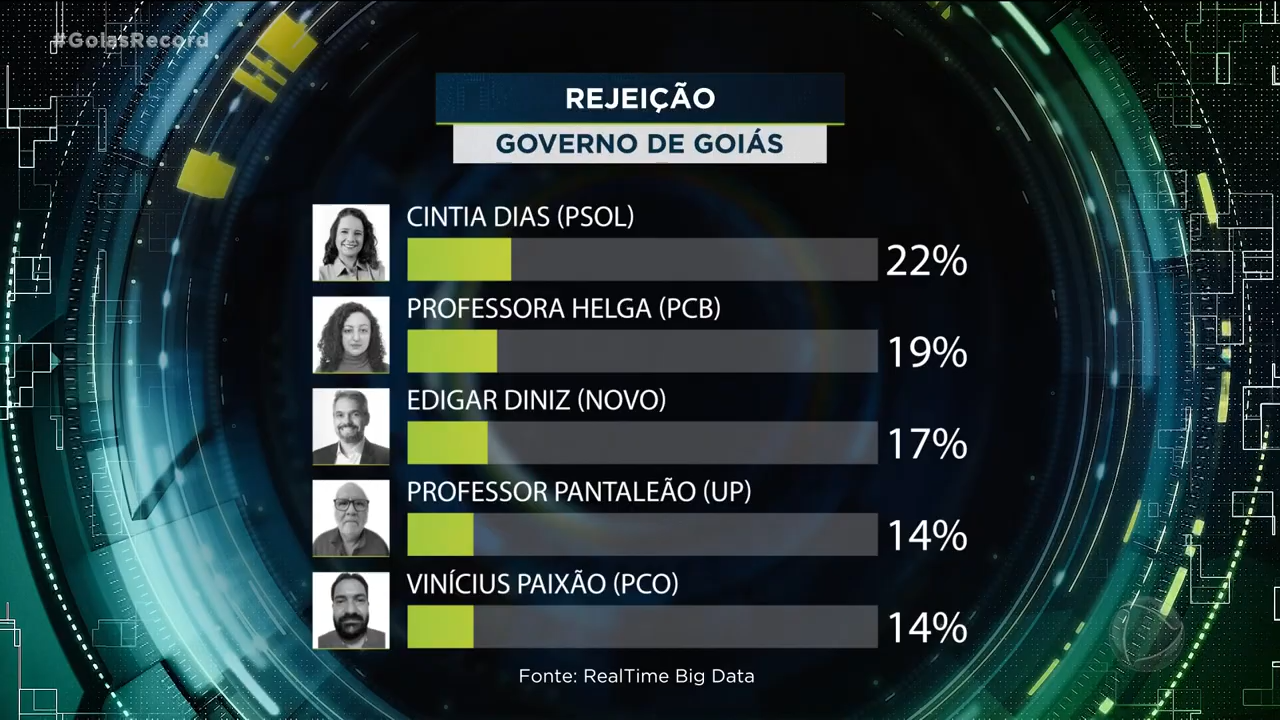 #GoiásRecord
REJEIÇÃO
GOVERNO DE GOIÁS
CINTIA DIAS (PSOL)
22%
PROFESSORA HELGA (PCB)
19%
EDIGAR DINIZ (NOVO)
17%
PROFESSOR PANTALEÃO (UP)
14%
VINÍCIUS PAIXÃO (PCO)
14%
Fonte: RealTime Big Data